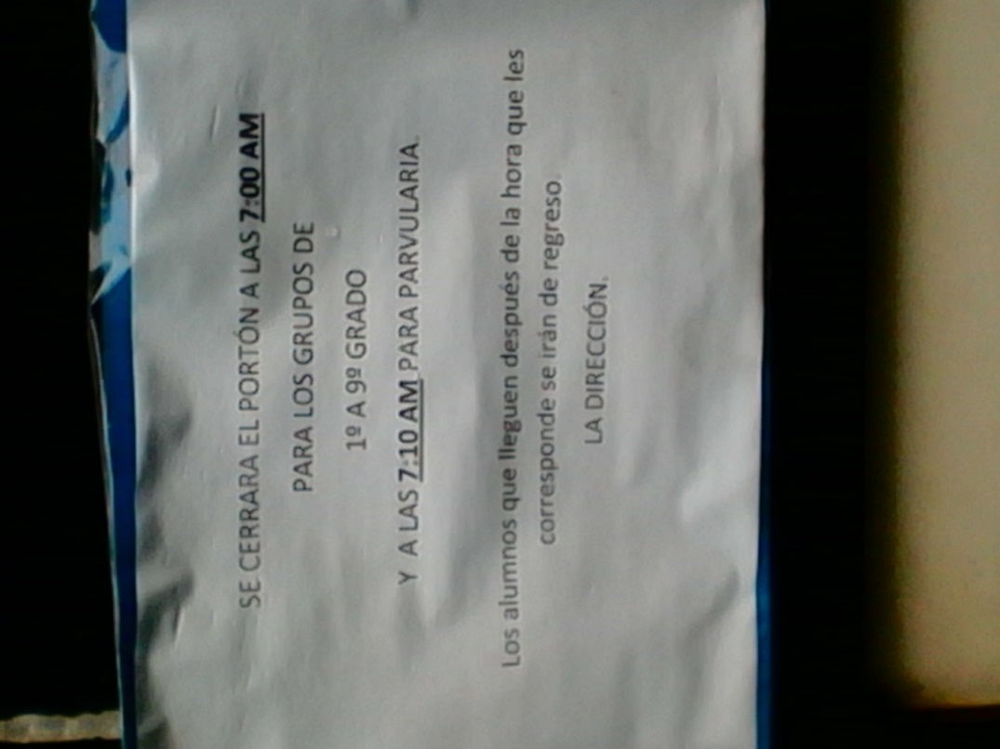 SE CERRARA EL PORTÓN A LAS 7:00 AM
PARA LOS GRUPOS DE
1º A 9º GRADO
Y A LAS 7:10 AM PARA PARVULARIA.
Los alumnos que lleguen después de la hora que les
corresponde se irán de regreso.
LA DIRECCIÓN.